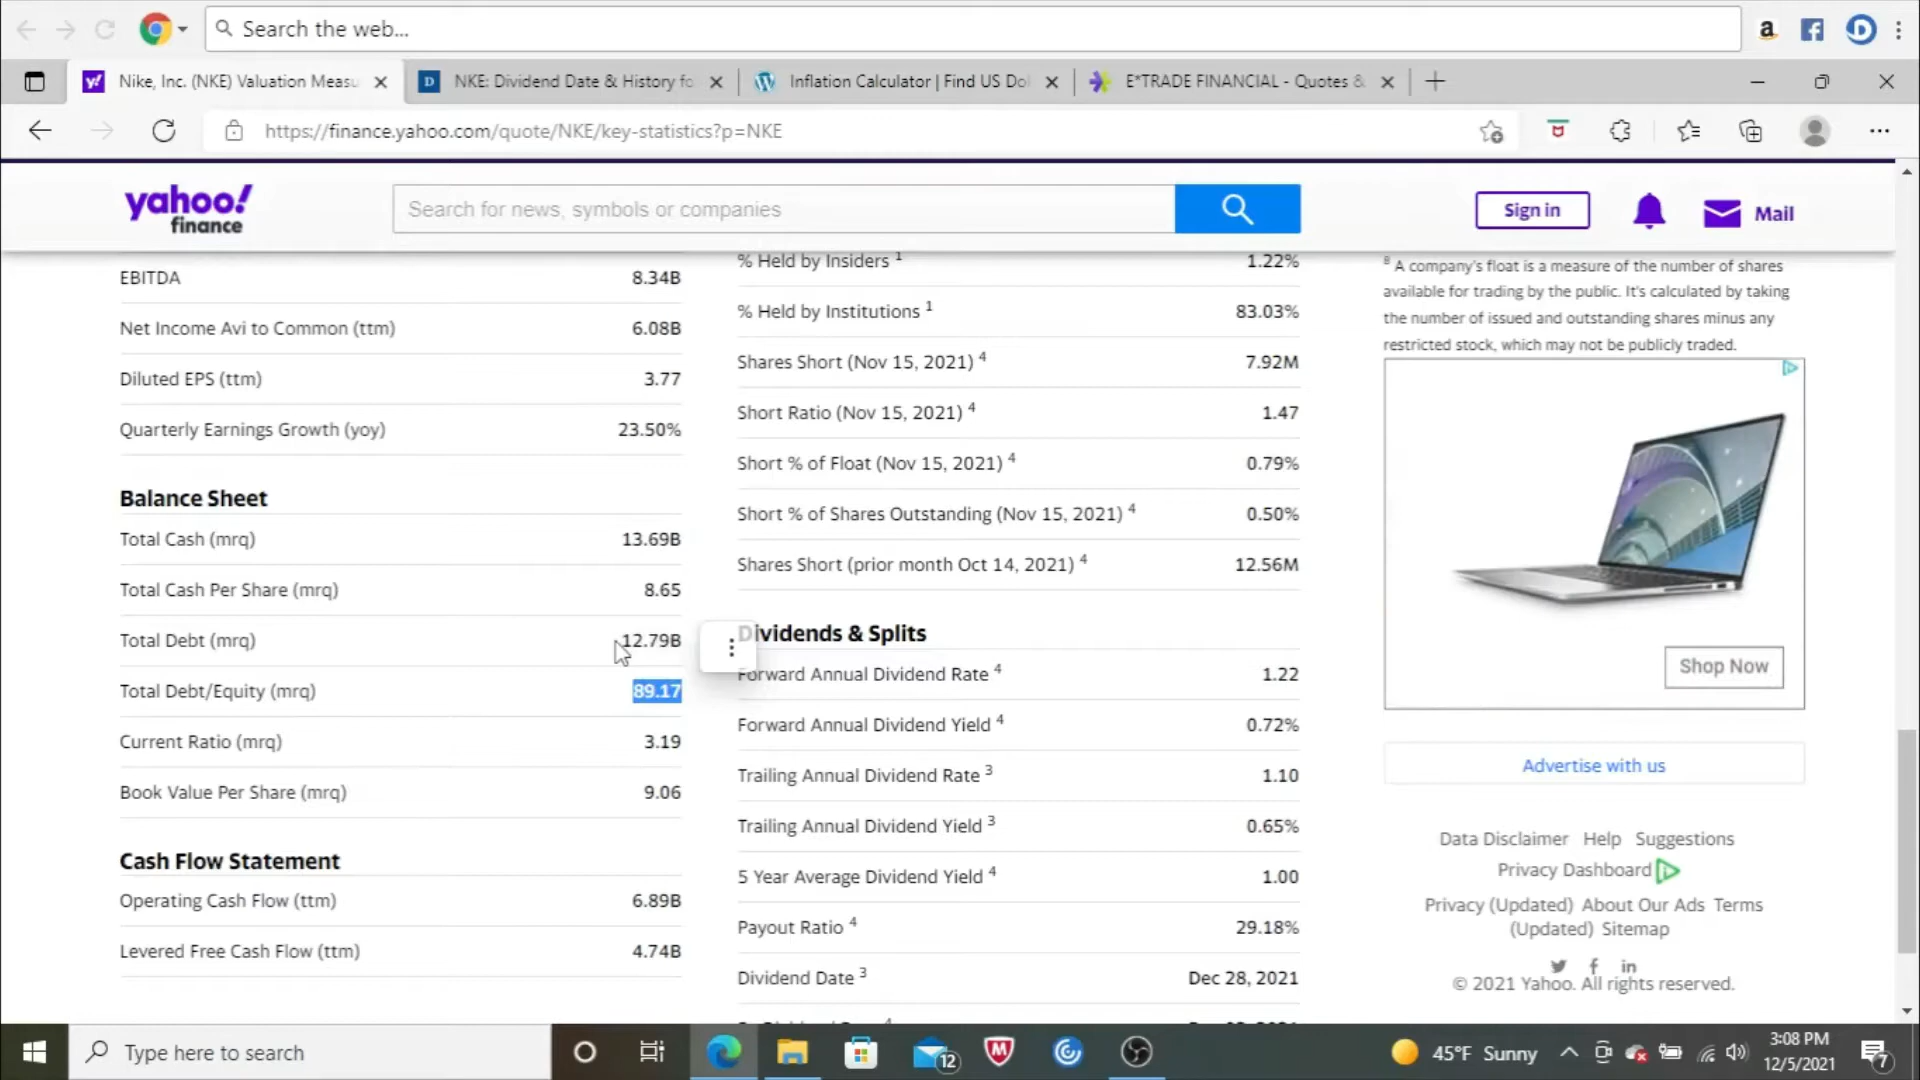 Search the web...
a
Nike, Inc. (NKE) Valuation Measu
D NKE: Dividend Date & History fo
Inflation Calculator | Find US Dol
E*TRADE FINANCIAL - Quotes &
https://finance.yahoo.com/quote/NKE/key-statistics?p=NKE
yahoo!
finance
Search for news, symbols or companies
Sign in
Mail
EBITDA 8.34B
Net Income Avi to Common (ttm) 6.08B
Diluted EPS (ttm) 3.77
Quarterly Earnings Growth (yoy) 23.50%
Balance Sheet
Total Cash (mrq) 13.69B
Total Cash Per Share (mrq) 8.65
Total Debt (mrq) 12.79B
Total Debt/Equity (mrq) 89.17
Current Ratio (mrq) 3.19
Book Value Per Share (mrq) 9.06
Cash Flow Statement
Operating Cash Flow (ttm) 6.89B
Levered Free Cash Flow (ttm) 4.74B
% Held by Insiders 1 1.22%
% Held by Institutions 1 83.03%
Shares Short (Nov 15, 2021) 4 7.92M
Short Ratio (Nov 15, 2021) 4 1.47
Short % of Float (Nov 15, 2021) 4 0.79%
Short % of Shares Outstanding (Nov 15, 2021) 4 0.50%
Shares Short (prior month Oct 14, 2021) 4 12.56M
Dividends & Splits
Forward Annual Dividend Rate 4 1.22
Forward Annual Dividend Yield 4 0.72%
Trailing Annual Dividend Rate 3 1.10
Trailing Annual Dividend Yield 3 0.65%
5 Year Average Dividend Yield 4 1.00
Payout Ratio 4 29.18%
Dividend Date 3 Dec 28, 2021
8 A company's float is a measure of the number of shares
available for trading by the public. It's calculated by taking
the number of issued and outstanding shares minus any
restricted stock, which may not be publicly traded.
Shop Now
Advertise with us
Data Disclaimer Help Suggestions
Privacy Dashboard
Privacy (Updated) About Our Ads Terms
(Updated) Sitemap
© 2021 Yahoo. All rights reserved.
Type here to search
12
45°F Sunny
3:08 PM
12/5/2021
7